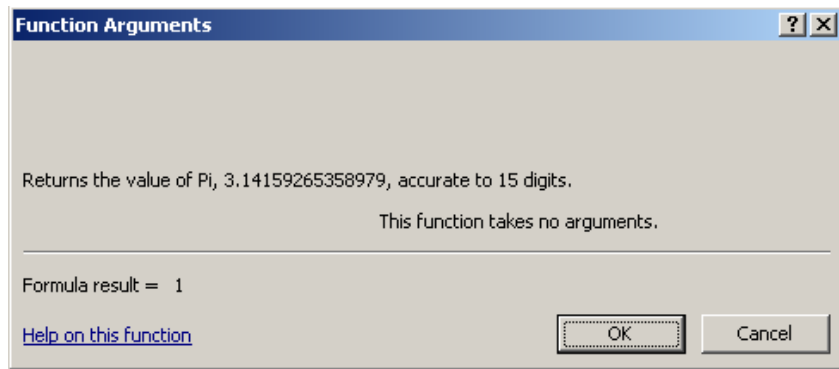 Function Arguments
Returns the value of Pi, 3.14159265358979, accurate to 15 digits.
This function takes no arguments.
Formula result = 1
Help on this function
OK
Cancel